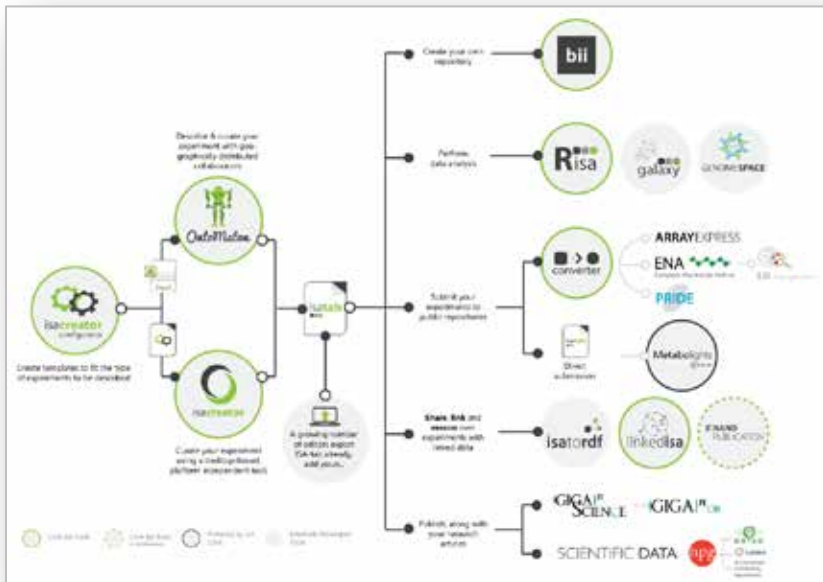 Create your own
repository
bii
Describe & curate your
experiment with geo-
graphically distributed
collaborators
Perform
data analysis
Risa
galaxy
GENOMESPACE
OntoMaton
isacreator
configurator
Create templates to fit the type
of experiments to be described
isatab
Submit your
experiments to
public repositories
converter
ARRAYEXPRESS
ENA
PRIDE
Direct
submission
Metabolights
isacreator
Curate your experiment
using a desktop-based
platform independent tool
A growing number
of editors export
ISA-Tab already,
add yours...
Share, link and
reason over
experiments with
linked data
isatordf
linkedisa
PUBLICATION
Publish, along with
your research
articles
GIGA
SCIENCE
GIGA
DB
SCIENTIFIC DATA
npg